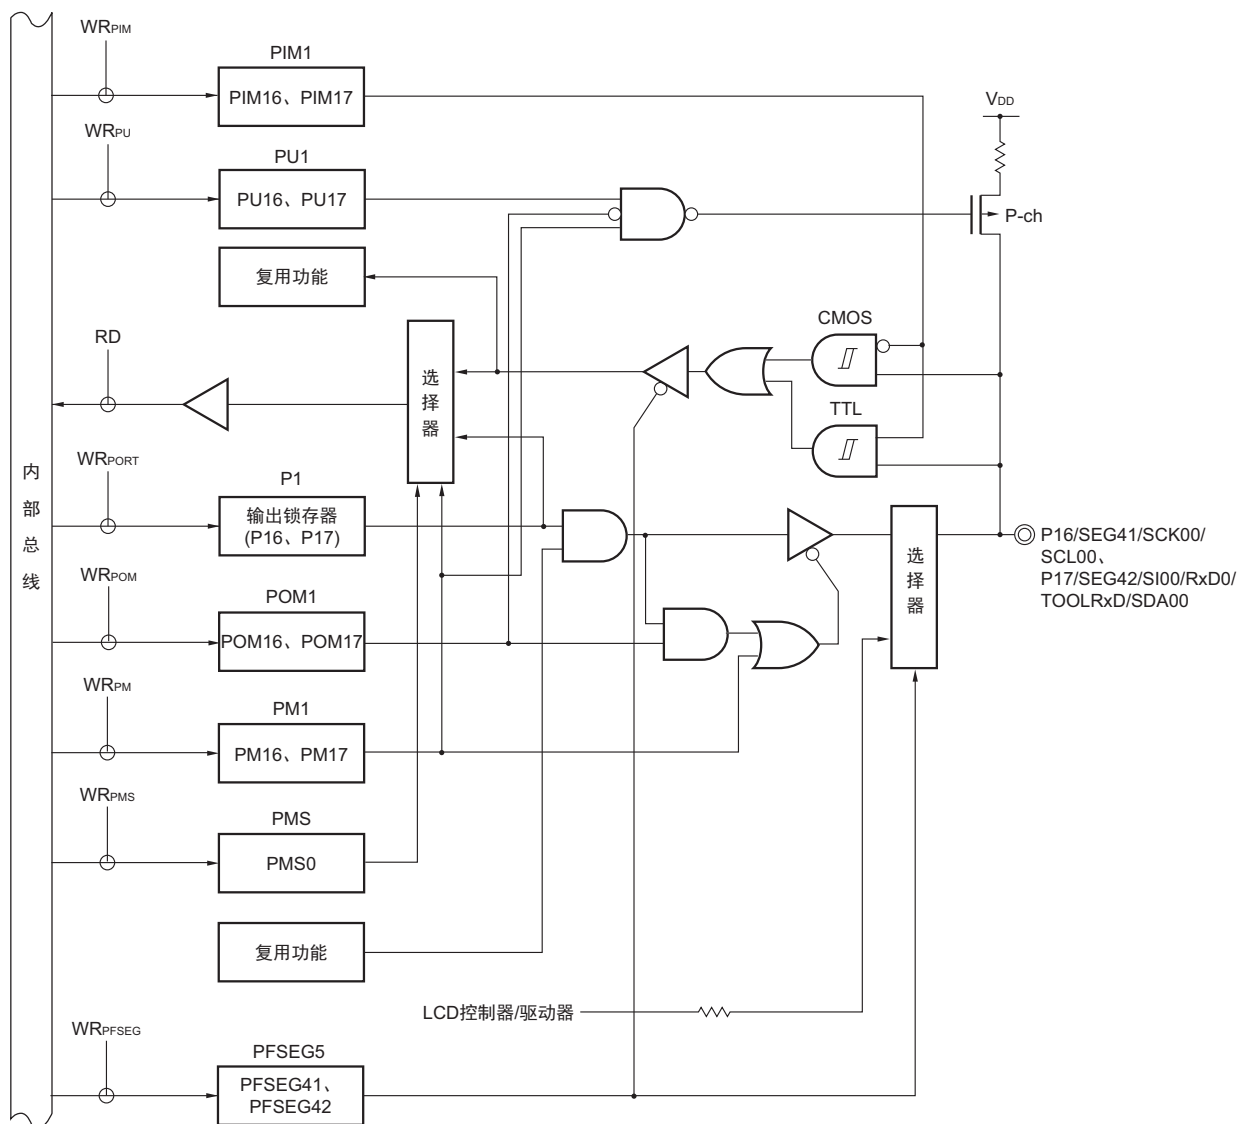 WRPIM
PIM1
PIM16、PIM17
VDD
WRPU
PU1
PU16、PU17
P-ch
复用功能
RD
CMOS
选择器
TTL
内部总线
WRPORT
P1
输出锁存器
(P16、P17)
选择器
P16/SEG41/SCK00/
SCL00、
P17/SEG42/SI00/RxD0/
TOOLRxD/SDA00
WRPOM
POM1
POM16、POM17
WRPM
PM1
PM16、PM17
WRPMS
PMS
PMS0
复用功能
LCD控制器/驱动器
WRPFSEG
PFSEG5
PFSEG41、
PFSEG42